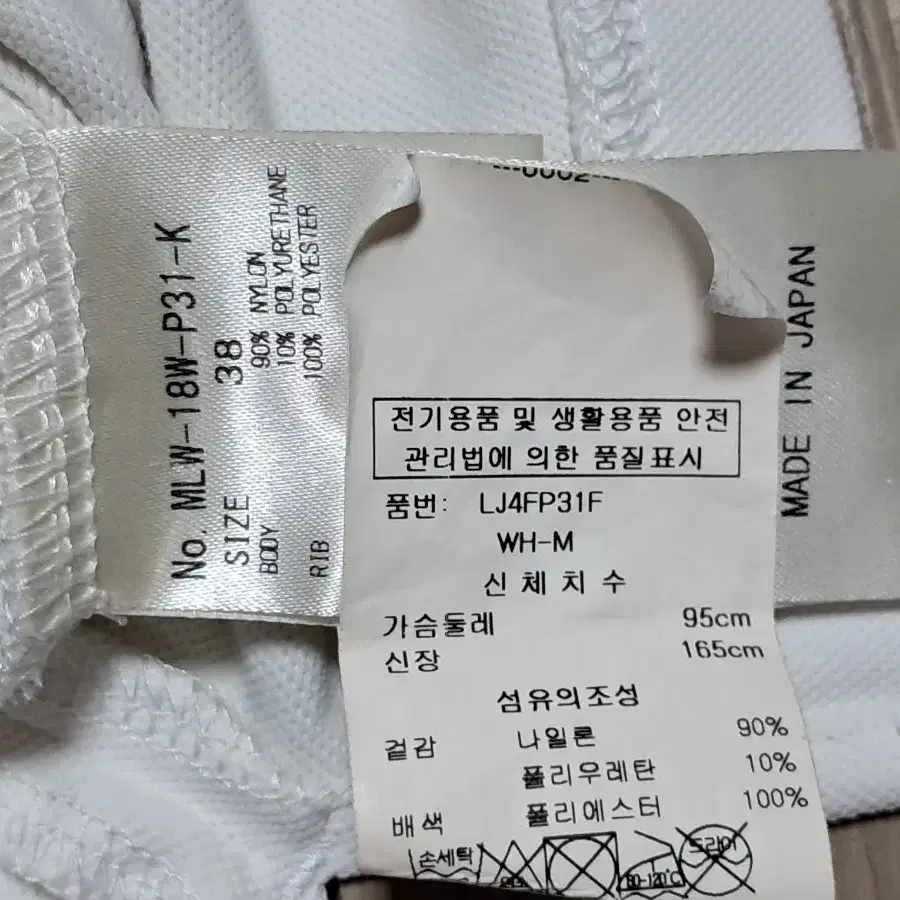 No. MLW-18W-P31-K
SIZE 38
BODY 90% NYLON
10% POLYURETHANE
RIB 100% POLYESTER
---0002---
전기용품 및 생활용품 안전
관리법에 의한 품질표시
품번: LJ4FP31F
WH-M
신체치수
가슴둘레 95cm
신장 165cm
섬유의조성
겉감 나일론 90%
폴리우레탄 10%
배색 폴리에스터 100%
손세탁
80-120℃
드라이
MADE IN JAPAN